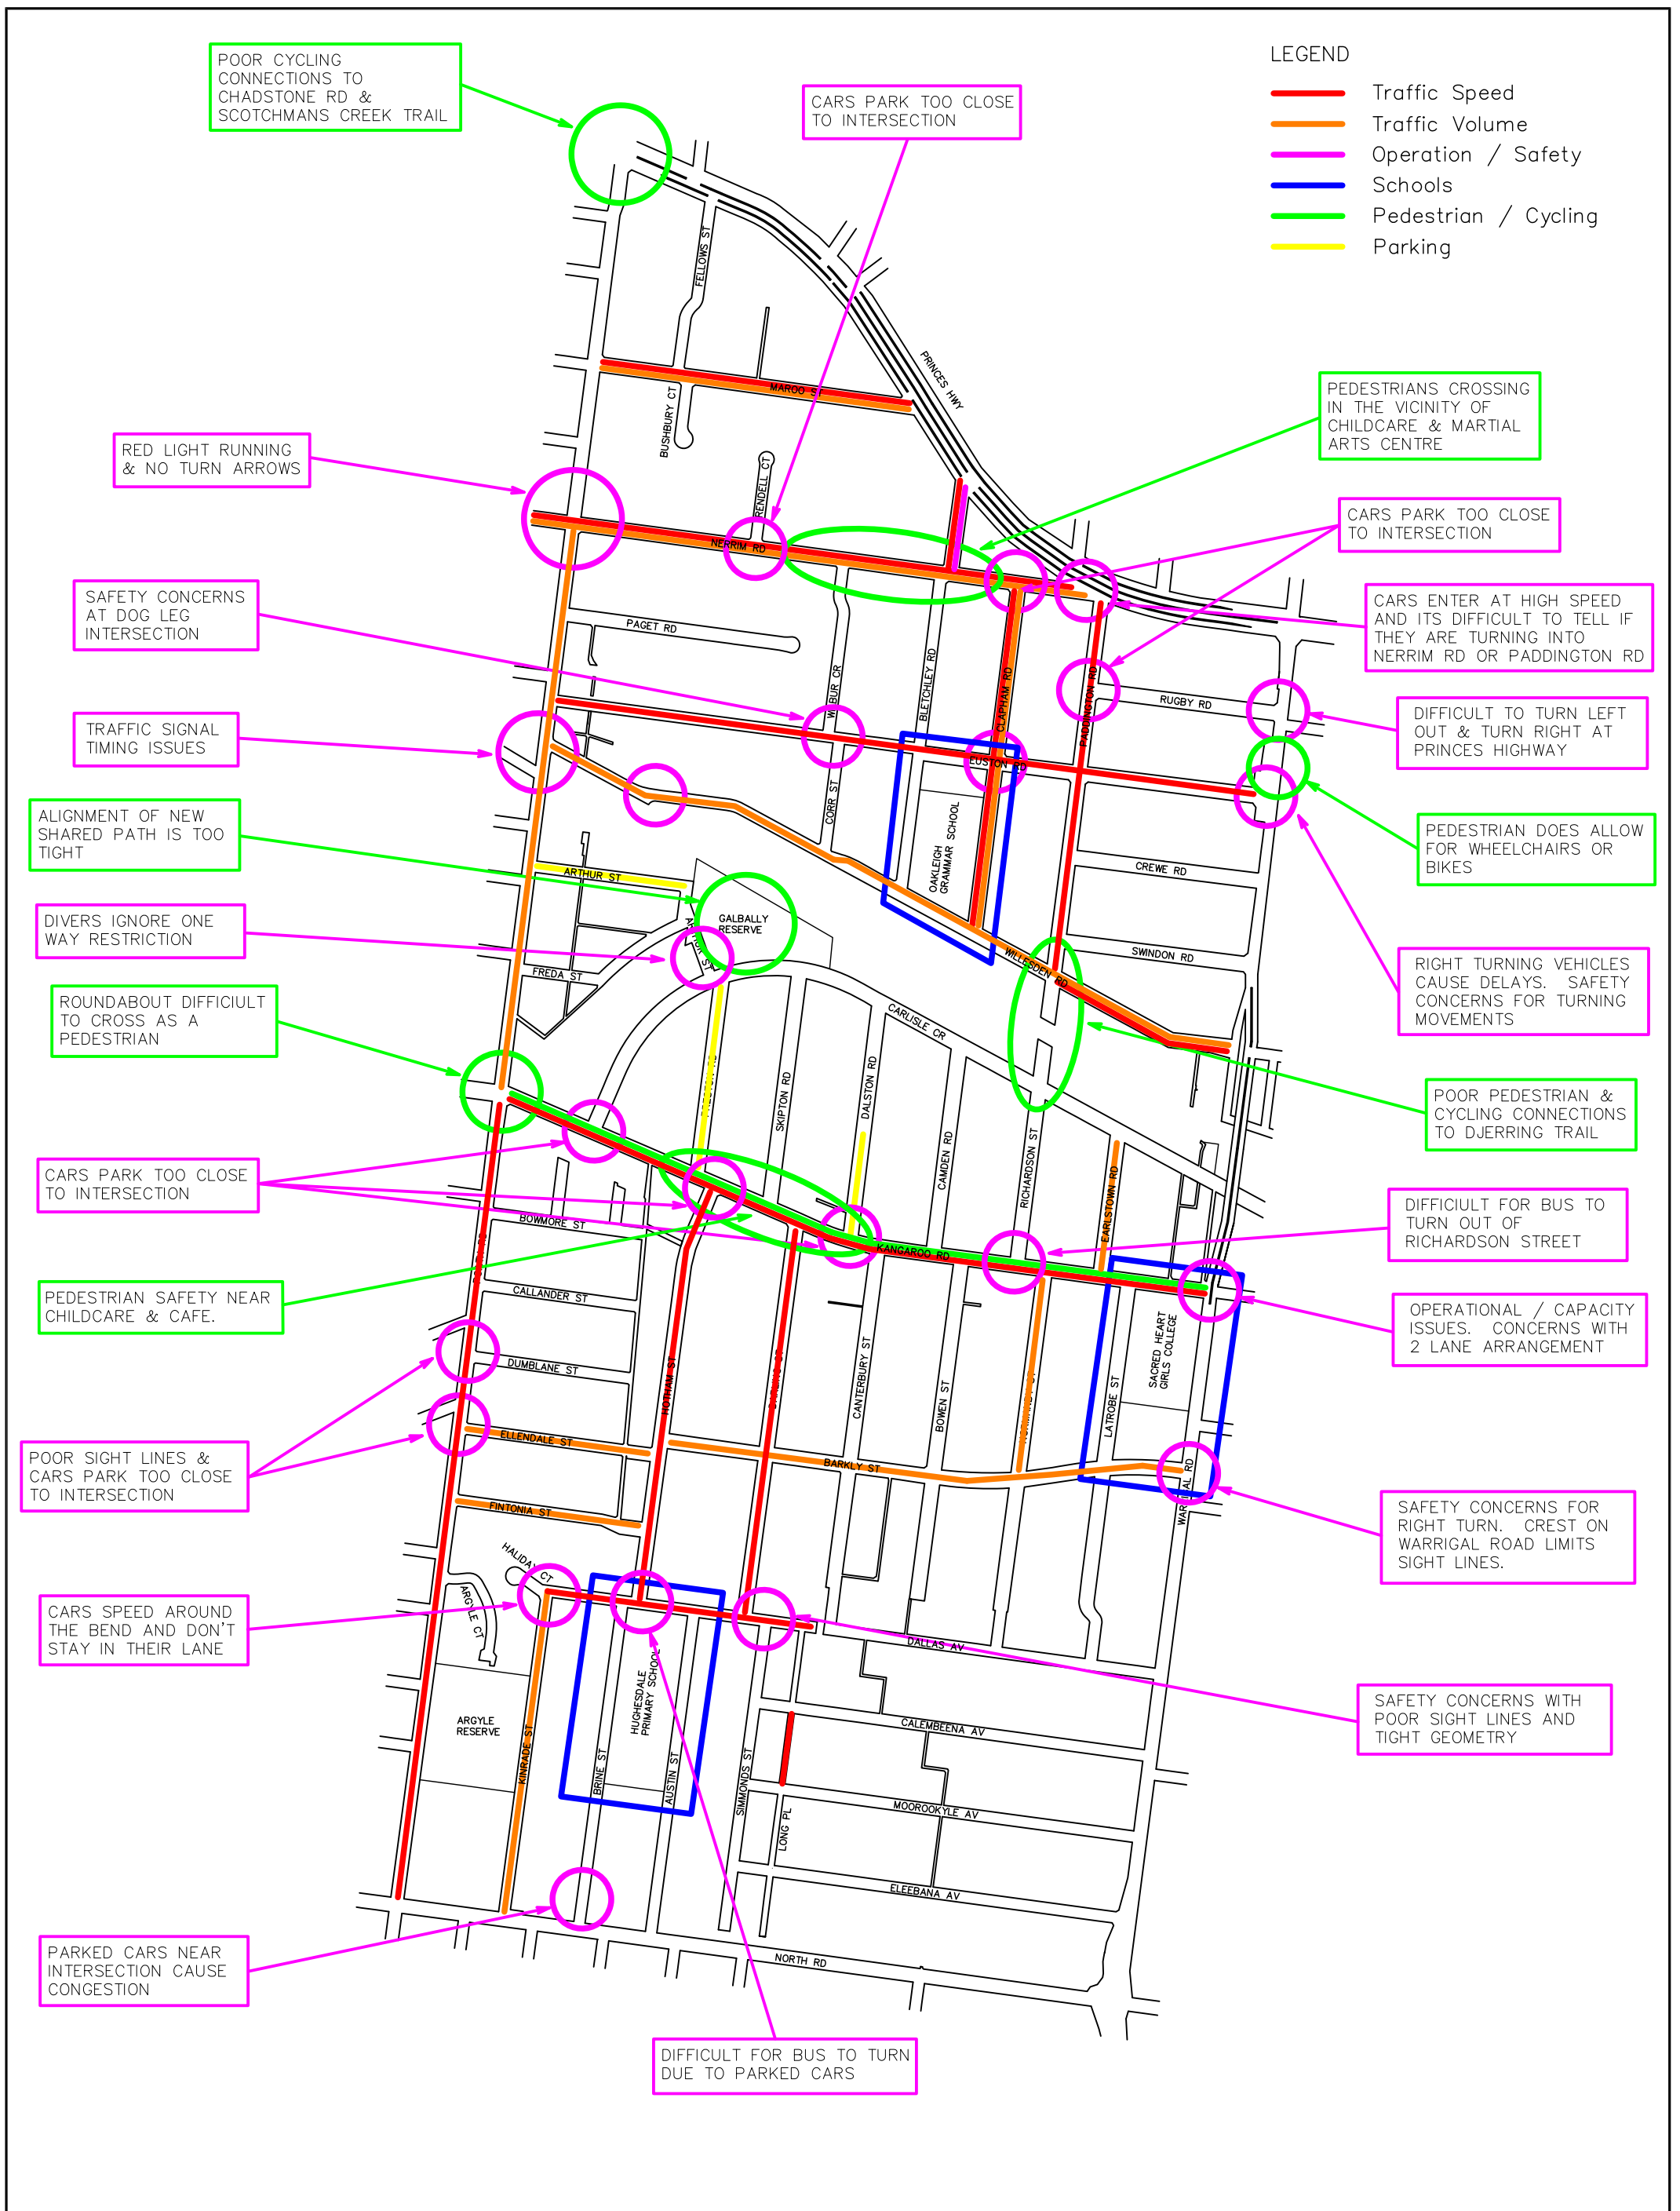 POOR CYCLING
CONNECTIONS TO
CHADSTONE RD &
SCOTCHMANS CREEK TRAIL
CARS PARK TOO CLOSE
TO INTERSECTION
LEGEND
Traffic Speed
Traffic Volume
Operation / Safety
Schools
Pedestrian / Cycling
Parking
PEDESTRIANS CROSSING
IN THE VICINITY OF
CHILDCARE & MARTIAL
ARTS CENTRE
RED LIGHT RUNNING
& NO TURN ARROWS
CARS PARK TOO CLOSE
TO INTERSECTION
SAFETY CONCERNS
AT DOG LEG
INTERSECTION
CARS ENTER AT HIGH SPEED
AND ITS DIFFICULT TO TELL IF
THEY ARE TURNING INTO
NERRIM RD OR PADDINGTON RD
TRAFFIC SIGNAL
TIMING ISSUES
DIFFICULT TO TURN LEFT
OUT & TURN RIGHT AT
PRINCES HIGHWAY
ALIGNMENT OF NEW
SHARED PATH IS TOO
TIGHT
PEDESTRIAN DOES ALLOW
FOR WHEELCHAIRS OR
BIKES
DIVERS IGNORE ONE
WAY RESTRICTION
RIGHT TURNING VEHICLES
CAUSE DELAYS. SAFETY
CONCERNS FOR TURNING
MOVEMENTS
ROUNDABOUT DIFFICIULT
TO CROSS AS A
PEDESTRIAN
POOR PEDESTRIAN &
CYCLING CONNECTIONS
TO DJERRING TRAIL
CARS PARK TOO CLOSE
TO INTERSECTION
DIFFICULT FOR BUS TO
TURN OUT OF
RICHARDSON STREET
PEDESTRIAN SAFETY NEAR
CHILDCARE & CAFE.
OPERATIONAL / CAPACITY
ISSUES. CONCERNS WITH
2 LANE ARRANGEMENT
POOR SIGHT LINES &
CARS PARK TOO CLOSE
TO INTERSECTION
SAFETY CONCERNS FOR
RIGHT TURN. CREST ON
WARRIGAL ROAD LIMITS
SIGHT LINES.
CARS SPEED AROUND
THE BEND AND DON'T
STAY IN THEIR LANE
SAFETY CONCERNS WITH
POOR SIGHT LINES AND
TIGHT GEOMETRY
PARKED CARS NEAR
INTERSECTION CAUSE
CONGESTION
DIFFICULT FOR BUS TO TURN
DUE TO PARKED CARS
FELLOWS ST
PRINCES HWY
MAROO ST
BUSHBURY CT
RENDELL CT
NERRIM RD
PAGET RD
WILBUR CR
BLETCHLEY RD
CLAPHAM RD
PADDINGTON RD
RUGBY RD
EUSTON RD
CORR ST
OAKLEIGH
GRAMMAR SCHOOL
CREWE RD
ARTHUR ST
GALBALLY
RESERVE
ARTHUR ST
SWINDON RD
WILLESDEN RD
FREDA ST
CARLISLE CR
SKIPTON RD
DALSTON RD
CAMDEN RD
RICHARDSON ST
EARLSTOWN RD
BOWMORE ST
KANGAROO RD
CALLANDER ST
DUMBLANE ST
HOTHAM ST
CANTERBURY ST
BOWEN ST
LATROBE ST
SACRED HEART
GIRLS COLLEGE
ELLENDALE ST
BARKLY ST
WARRIGAL RD
FINTONIA ST
HALIDAY CT
ARGYLE CT
DALLAS AV
HUGHESDALE
PRIMARY SCHOOL
ARGYLE
RESERVE
KINRADE ST
BRINE ST
AUSTIN ST
SIMMONDS ST
LONG PL
CALEMBEENA AV
MOOROOKYLE AV
ELEEBANA AV
NORTH RD